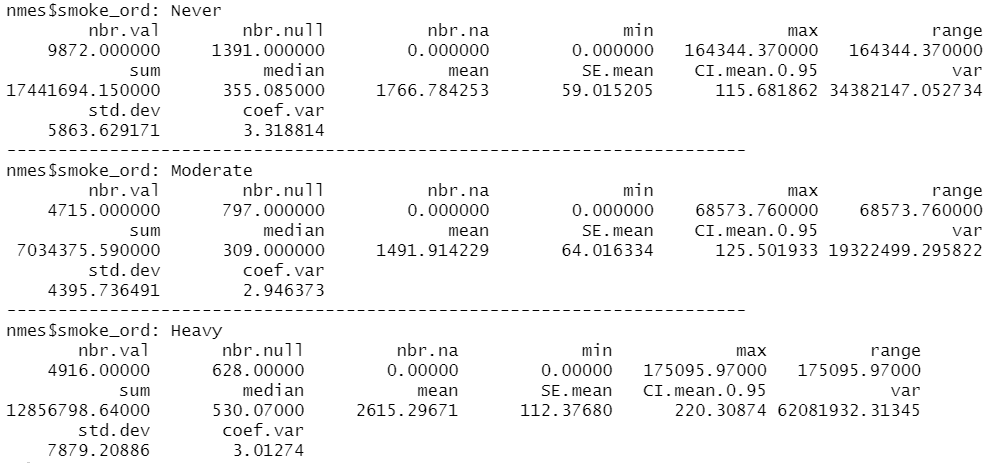 nmes$smoke_ord: Never
nbr.val nbr.null nbr.na min max range
9872.000000 1391.000000 0.000000 0.000000 164344.370000 164344.370000
sum median mean SE.mean CI.mean.0.95 var
17441694.150000 355.085000 1766.784253 59.015205 115.681862 34382147.052734
std.dev coef.var
5863.629171 3.318814
--------------------------------------------------------------------------
nmes$smoke_ord: Moderate
nbr.val nbr.null nbr.na min max range
4715.000000 797.000000 0.000000 0.000000 68573.760000 68573.760000
sum median mean SE.mean CI.mean.0.95 var
7034375.590000 309.000000 1491.914229 64.016334 125.501933 19322499.295822
std.dev coef.var
4395.736491 2.946373
--------------------------------------------------------------------------
nmes$smoke_ord: Heavy
nbr.val nbr.null nbr.na min max range
4916.00000 628.00000 0.00000 0.00000 175095.97000 175095.97000
sum median mean SE.mean CI.mean.0.95 var
12856798.64000 530.07000 2615.29671 112.37680 220.30874 62081932.31345
std.dev coef.var
7879.20886 3.01274